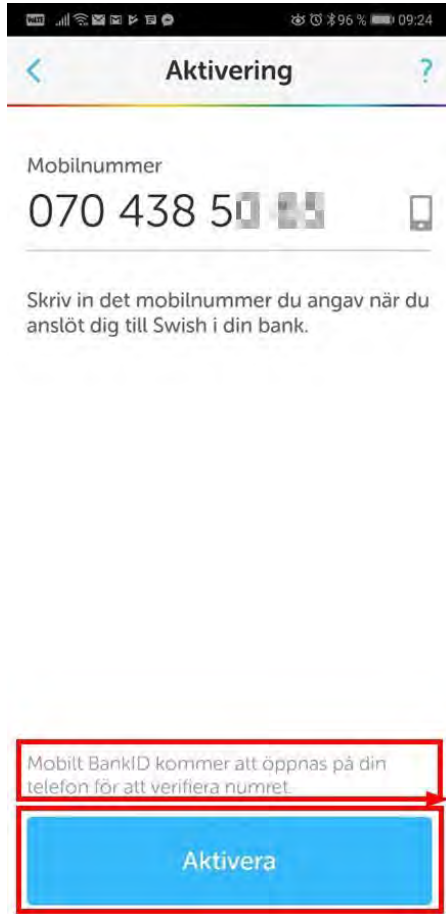 96 % 09:24
Aktivering ?
Mobilnummer
070 438 5
Skriv in det mobilnummer du angav när du
anslöt dig till Swish i din bank.
Mobilt BankID kommer att öppnas på din
telefon för att verifiera numret.
Aktivera